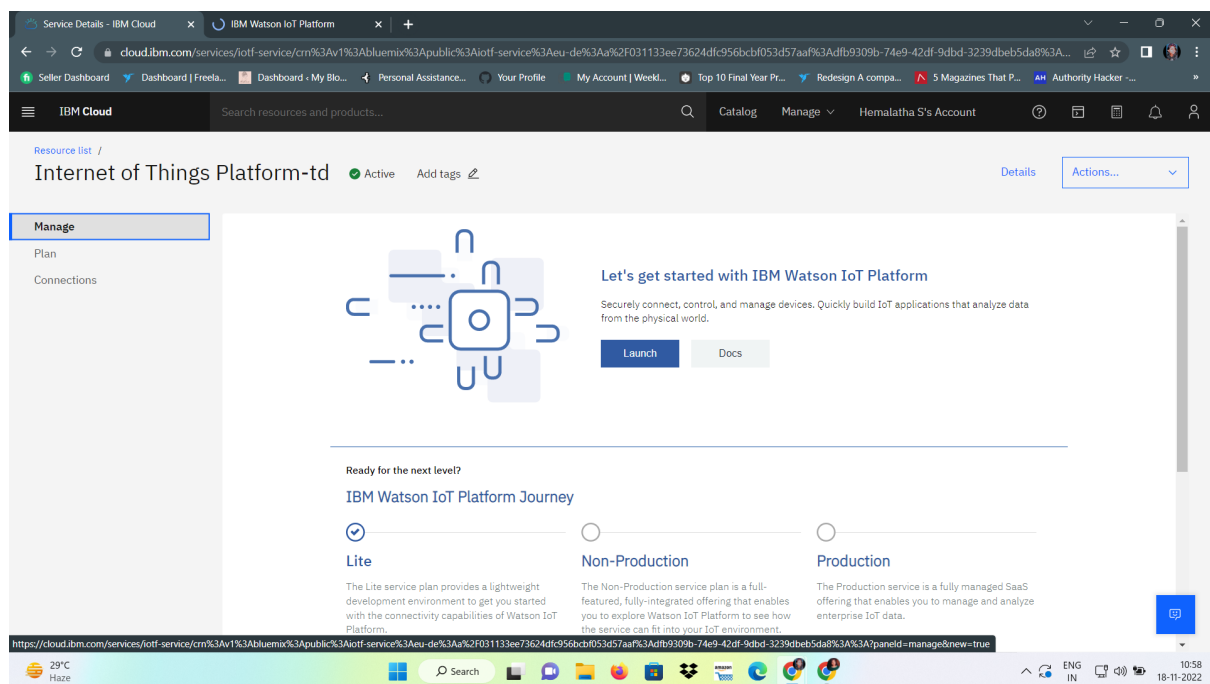 Service Details - IBM Cloud
IBM Watson IoT Platform
cloud.ibm.com/services/iotf-service/crn%3Av1%3Abluemix%3Apublic%3Aiotf-service%3Aeu-de%3Aa%2F031133ee73624dfc956bcbf053d57aaf%3Adfb9309b-74e9-42df-9dbd-3239dbeb5da8%3A...
Seller Dashboard
Dashboard | Freela...
Dashboard ‹ My Blo...
Personal Assistance...
Your Profile
My Account | Weekl...
Top 10 Final Year Pr...
Redesign A compa...
5 Magazines That P...
AH Authority Hacker -...
»
IBM Cloud
Search resources and products...
Catalog
Manage
Hemalatha S's Account
Resource list /
Internet of Things Platform-td
Active
Add tags
Details
Actions...
Manage
Plan
Connections
Let's get started with IBM Watson IoT Platform
Securely connect, control, and manage devices. Quickly build IoT applications that analyze data
from the physical world.
Launch
Docs
Ready for the next level?
IBM Watson IoT Platform Journey
Lite
The Lite service plan provides a lightweight
development environment to get you started
with the connectivity capabilities of Watson IoT
Platform.
Non-Production
The Non-Production service plan is a full-
featured, fully-integrated offering that enables
you to explore Watson IoT Platform to see how
the service can fit into your IoT environment.
Production
The Production service is a fully managed SaaS
offering that enables you to manage and analyze
enterprise IoT data.
https://cloud.ibm.com/services/iotf-service/crn%3Av1%3Abluemix%3Apublic%3Aiotf-service%3Aeu-de%3Aa%2F031133ee73624dfc956bcbf053d57aaf%3Adfb9309b-74e9-42df-9dbd-3239dbeb5da8%3A%3A?paneId=manage&new=true
29°C
Haze
Search
ENG
IN
10:58
18-11-2022